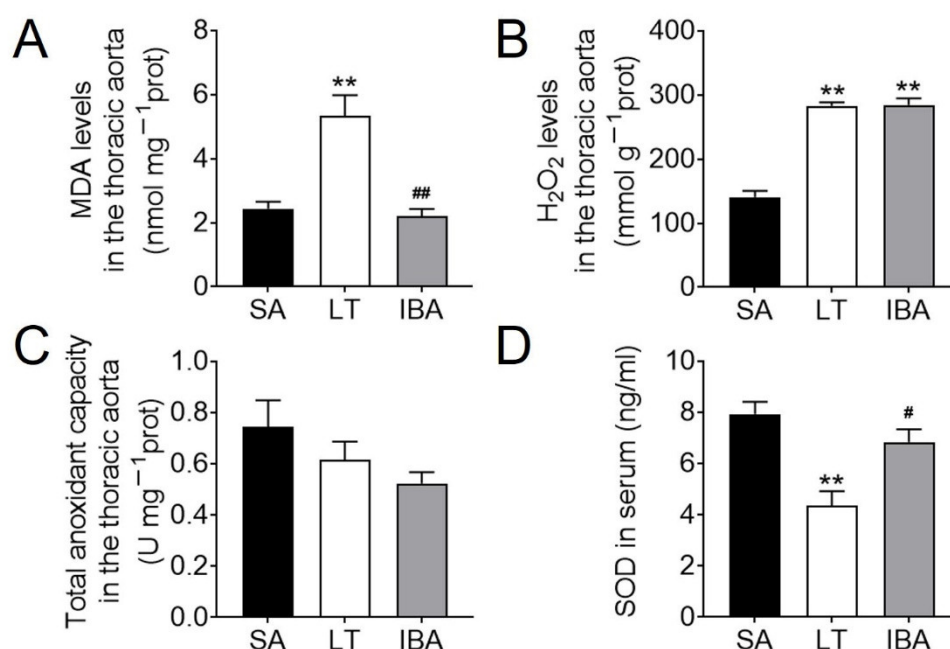 A
MDA levels
in the thoracic aorta
(nmol mg⁻¹prot)
8
6
4
2
0
**
##
SA LT IBA
B
H₂O₂ levels
in the thoracic aorta
(mmol g⁻¹prot)
400
300
200
100
0
** **
SA LT IBA
C
Total anoxidant capacity
in the thoracic aorta
(U mg⁻¹prot)
1.0
0.8
0.6
0.4
0.2
0.0
SA LT IBA
D
SOD in serum (ng/ml)
10
8
6
4
2
0
**
#
SA LT IBA